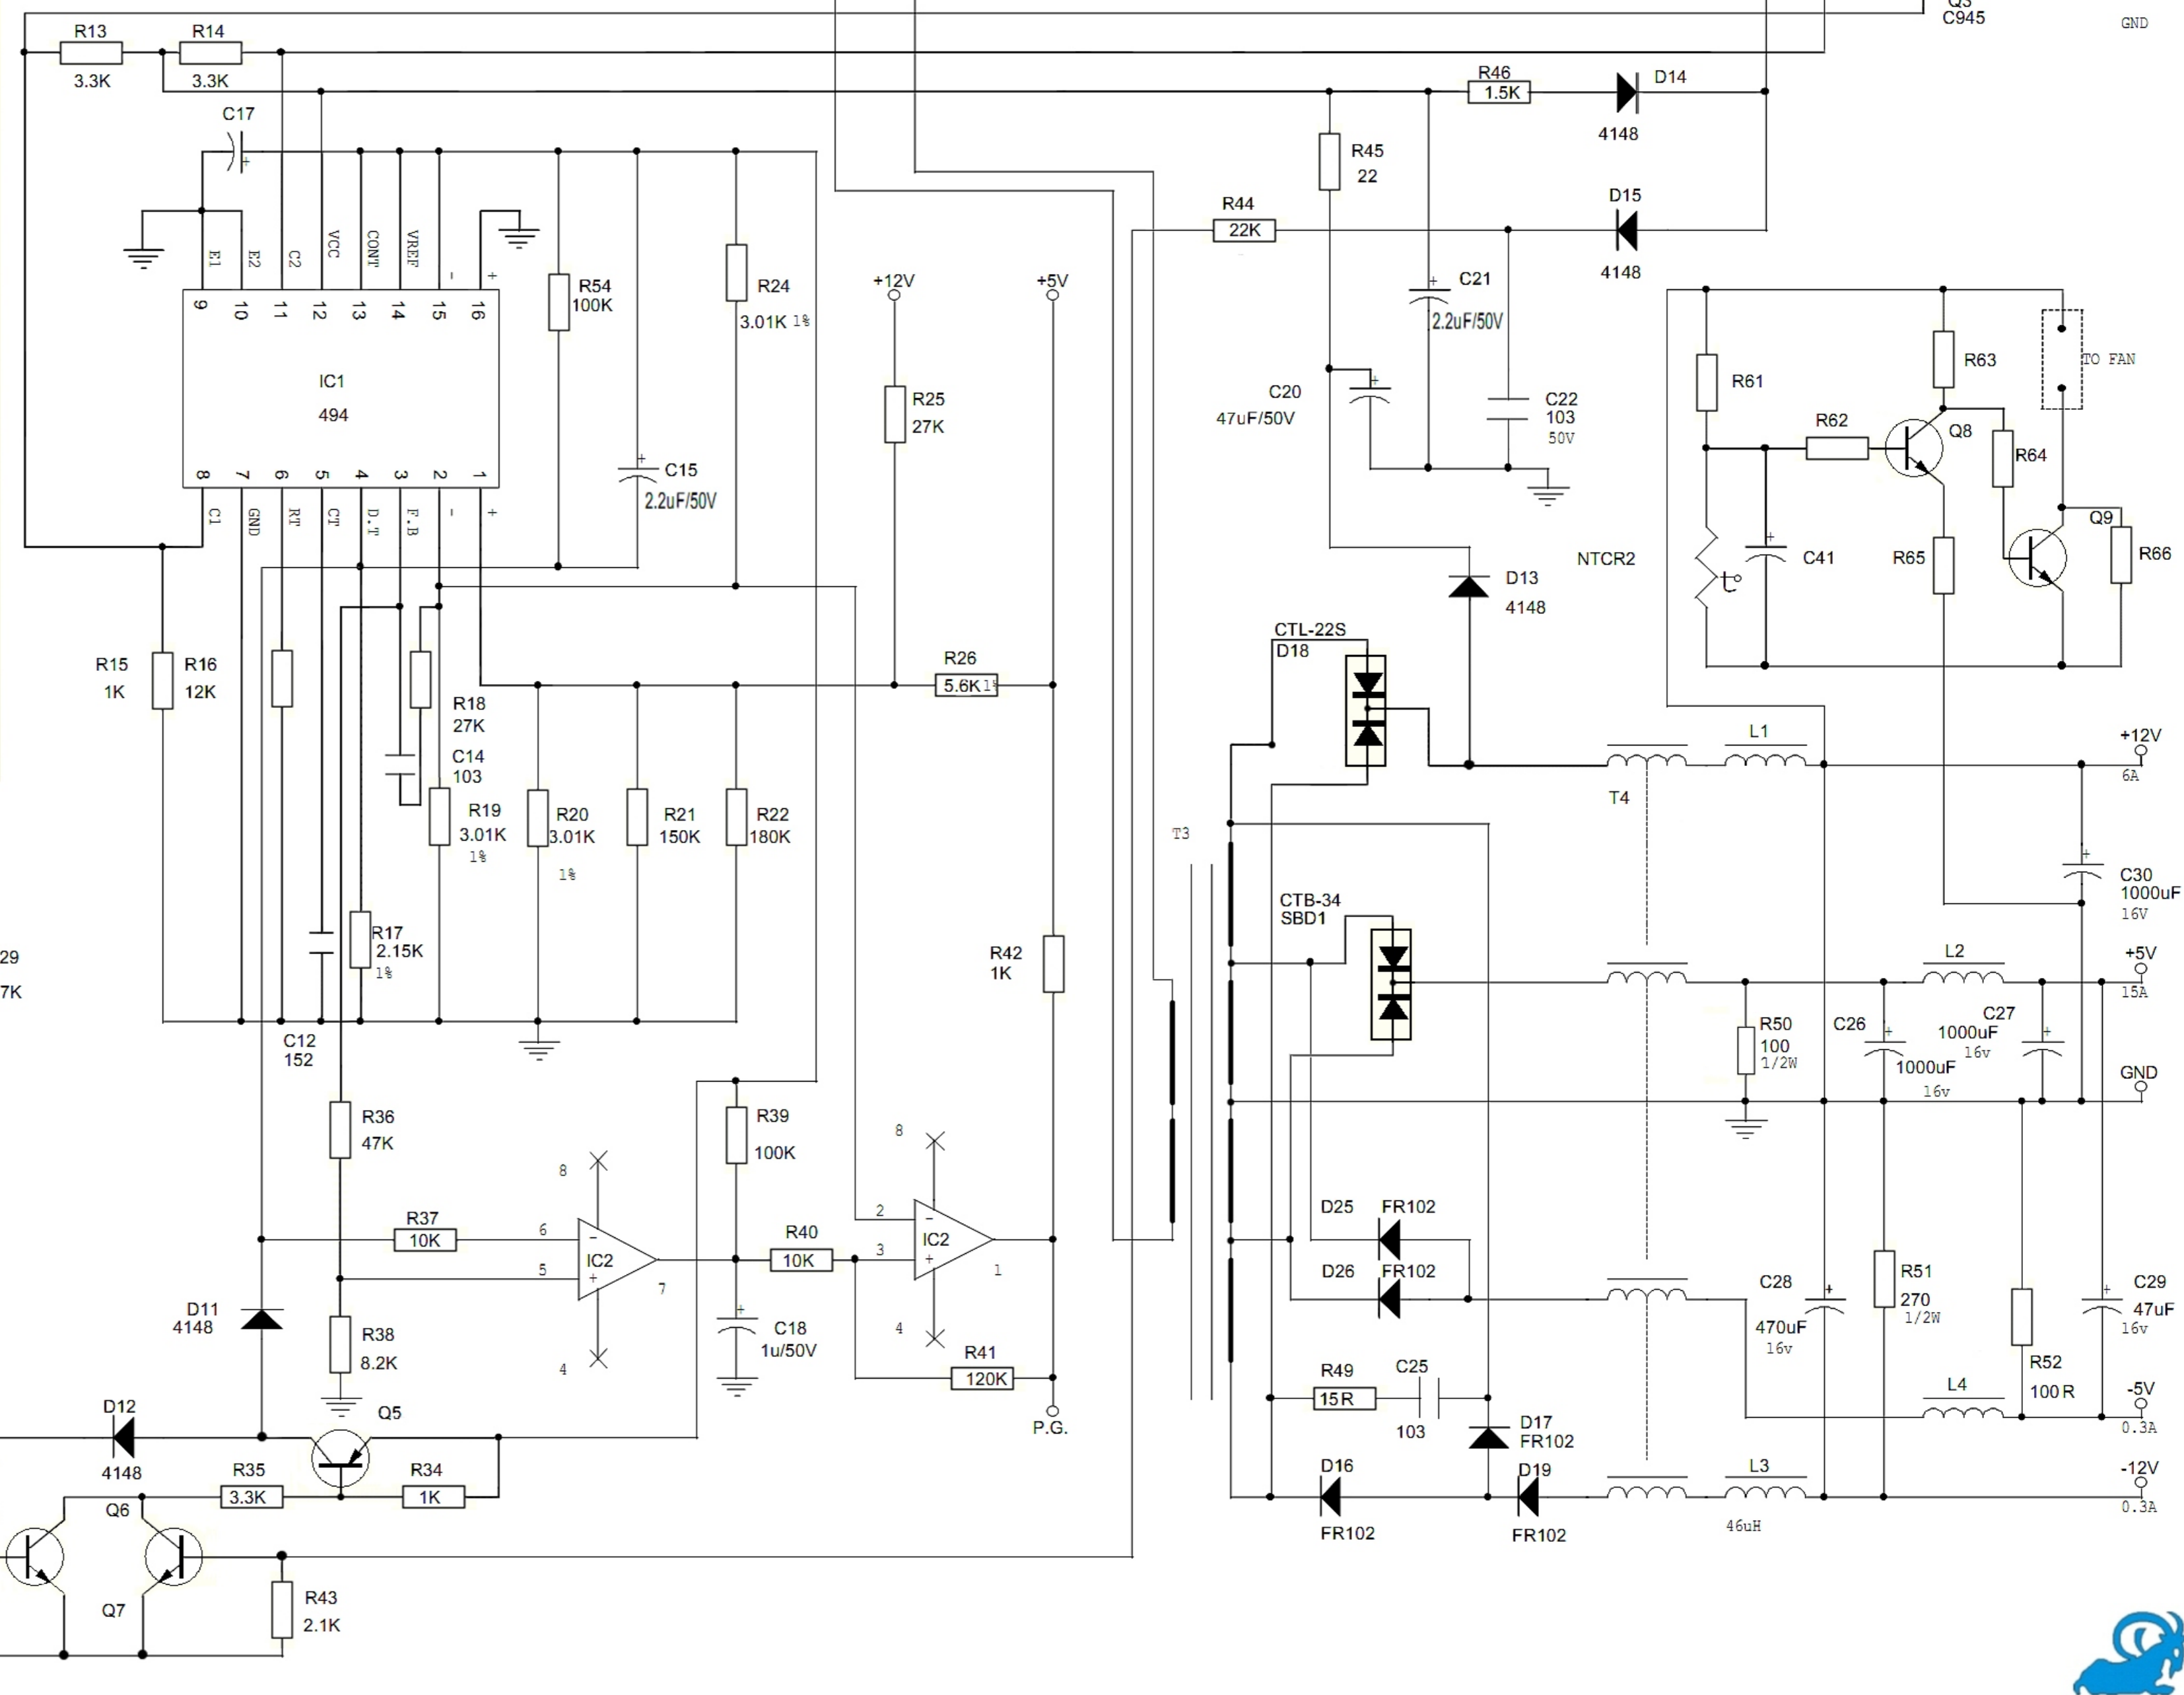 Q3
C945
GND
R13
R14
3.3K
3.3K
R46
1.5K
D14
4148
C17
+
R45
22
R44
22K
D15
4148
E1
E2
C2
VCC
CONT
VREF
-
+
9
10
11
12
13
14
15
16
IC1
494
8
7
6
5
4
3
2
1
C1
GND
RT
CT
D.T
F.B
-
+
R54
100K
R24
3.01K 1%
+12V
+5V
R25
27K
+
C15
2.2uF/50V
+
C21
2.2uF/50V
C20
+
47uF/50V
C22
103
50V
R61
R63
TO FAN
R62
Q8
R64
Q9
R65
R66
NTCR2
t°
+
C41
D13
4148
R15
1K
R16
12K
R18
27K
C14
103
R26
5.6K1%
CTL-22S
D18
R19
3.01K
1%
R20
3.01K
1%
R21
150K
R22
180K
T3
T4
L1
+12V
6A
+
C30
1000uF
16V
CTB-34
SBD1
R17
2.15K
1%
29
7K
R42
1K
C12
152
L2
+5V
15A
R50
100
1/2W
C26
+
1000uF
16v
C27
1000uF
16v
+
GND
R36
47K
R39
100K
8
8
R37
10K
6
-
IC2
5
+
7
4
R40
10K
2
-
IC2
3
+
1
4
D25
FR102
D26
FR102
D11
4148
R38
8.2K
+
C18
1u/50V
R41
120K
P.G.
C28
+
470uF
16v
R51
270
1/2W
R52
100R
+
C29
47uF
16v
R49
15R
C25
103
D17
FR102
L4
-5V
0.3A
D12
4148
Q5
R35
3.3K
R34
1K
D16
FR102
D19
FR102
L3
46uH
-12V
0.3A
Q6
Q7
R43
2.1K